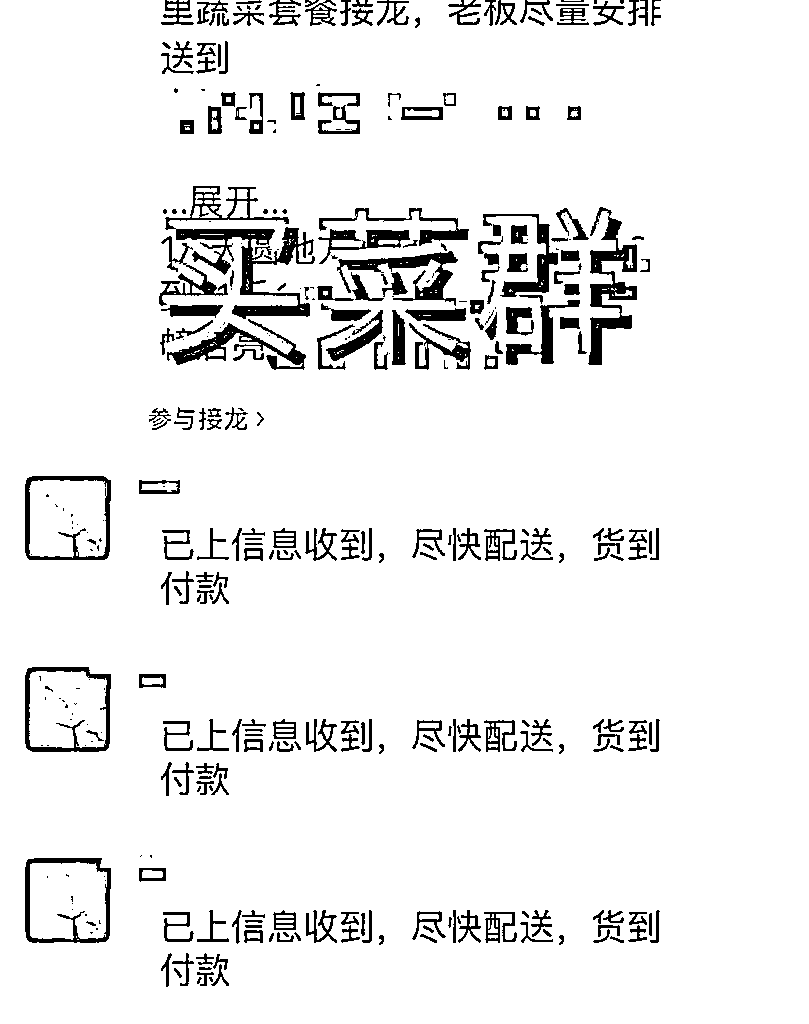 里蔬菜套餐接龙，老板尽量安排
送到
...展开...
买菜群
参与接龙 >
已上信息收到，尽快配送，货到
付款
已上信息收到，尽快配送，货到
付款
已上信息收到，尽快配送，货到
付款